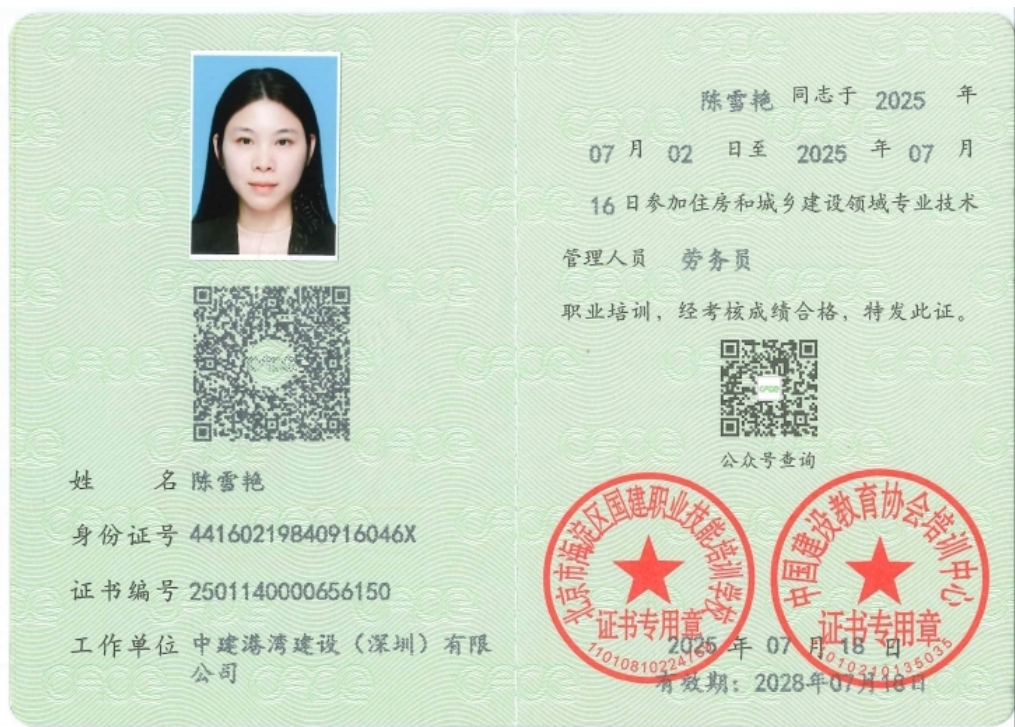 陈雪艳 同志于 2025 年
07 月 02 日至 2025 年 07 月
16 日参加住房和城乡建设领域专业技术
管理人员 劳务员
职业培训，经考核成绩合格，特发此证。
公众号查询
姓 名 陈雪艳
身份证号 44160219840916046X
证书编号 2501140000656150
工作单位 中建港湾建设（深圳）有限
公司
北京市海淀区国建职业技能培训学校
证书专用章
中国建设教育协会培训中心
证书专用章
11010210135035
2025 年 07 月 18 日
有效期：2028年07月18日